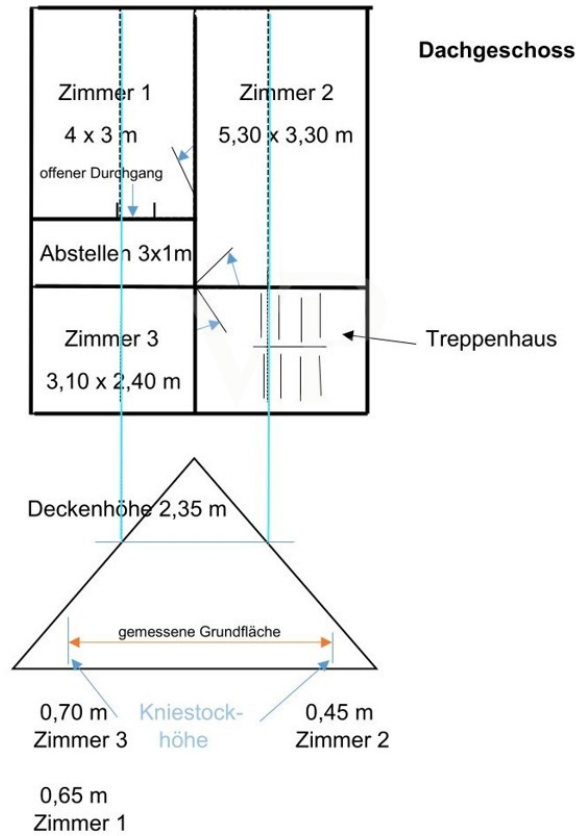 Dachgeschoss
Zimmer 1
4 x 3 m
Zimmer 2
5,30 x 3,30 m
offener Durchgang
Abstellen 3x1m
Zimmer 3
3,10 x 2,40 m
Treppenhaus
Deckenhöhe 2,35 m
gemessene Grundfläche
0,70 m
Zimmer 3
Kniestock-
höhe
0,45 m
Zimmer 2
0,65 m
Zimmer 1